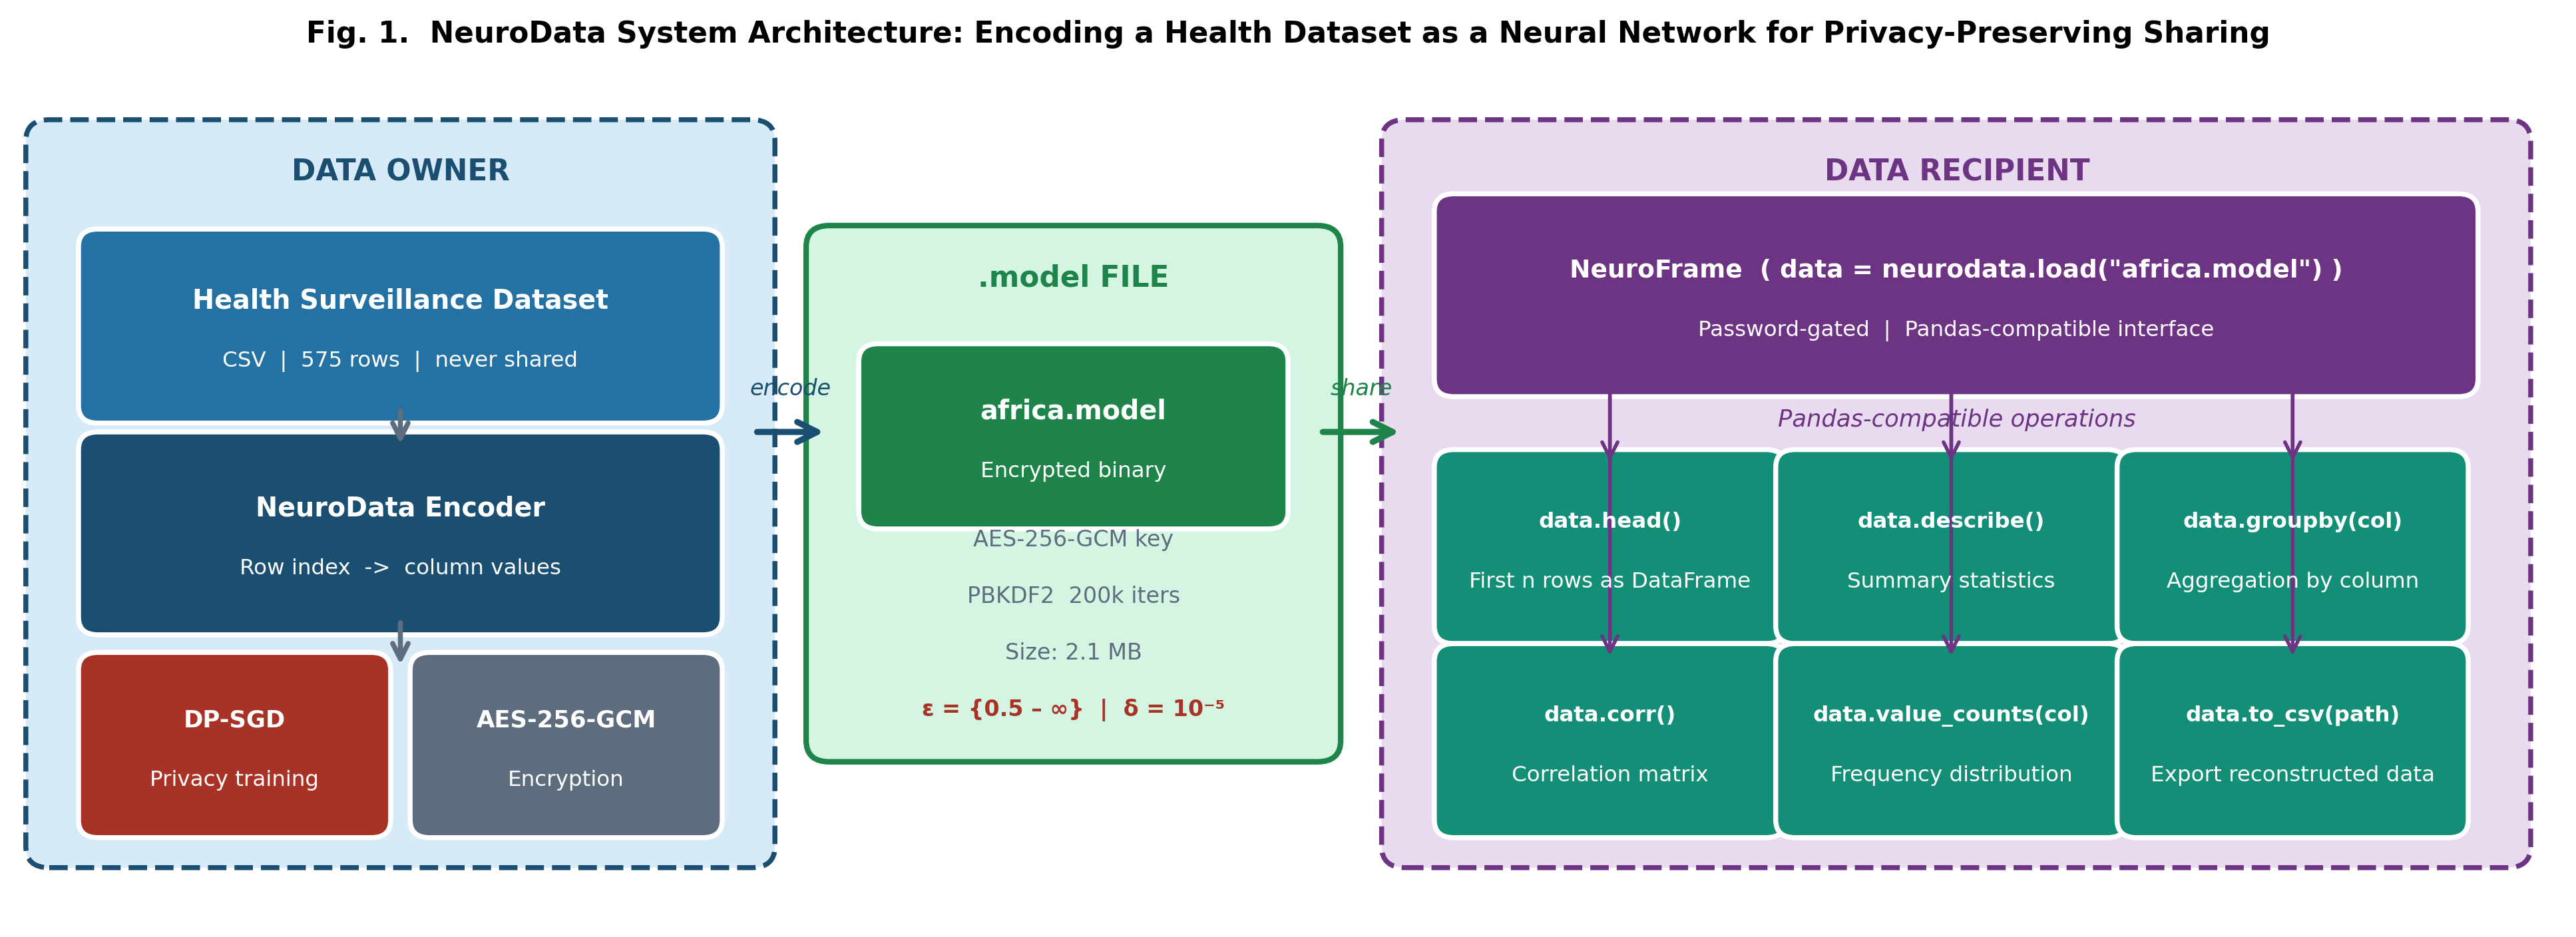 Fig. 1.  NeuroData System Architecture: Encoding a Health Dataset as a Neural Network for Privacy-Preserving Sharing
DATA OWNER
Health Surveillance Dataset
CSV  |  575 rows  |  never shared
NeuroData Encoder
Row index  ->  column values
DP-SGD
Privacy training
AES-256-GCM
Encryption
encode
.model FILE
africa.model
Encrypted binary
AES-256-GCM key
PBKDF2  200k iters
Size: 2.1 MB
ε = {0.5 – ∞}  |  δ = 10⁻⁵
share
DATA RECIPIENT
NeuroFrame  ( data = neurodata.load("africa.model") )
Password-gated  |  Pandas-compatible interface
Pandas-compatible operations
data.head()
First n rows as DataFrame
data.describe()
Summary statistics
data.groupby(col)
Aggregation by column
data.corr()
Correlation matrix
data.value_counts(col)
Frequency distribution
data.to_csv(path)
Export reconstructed data